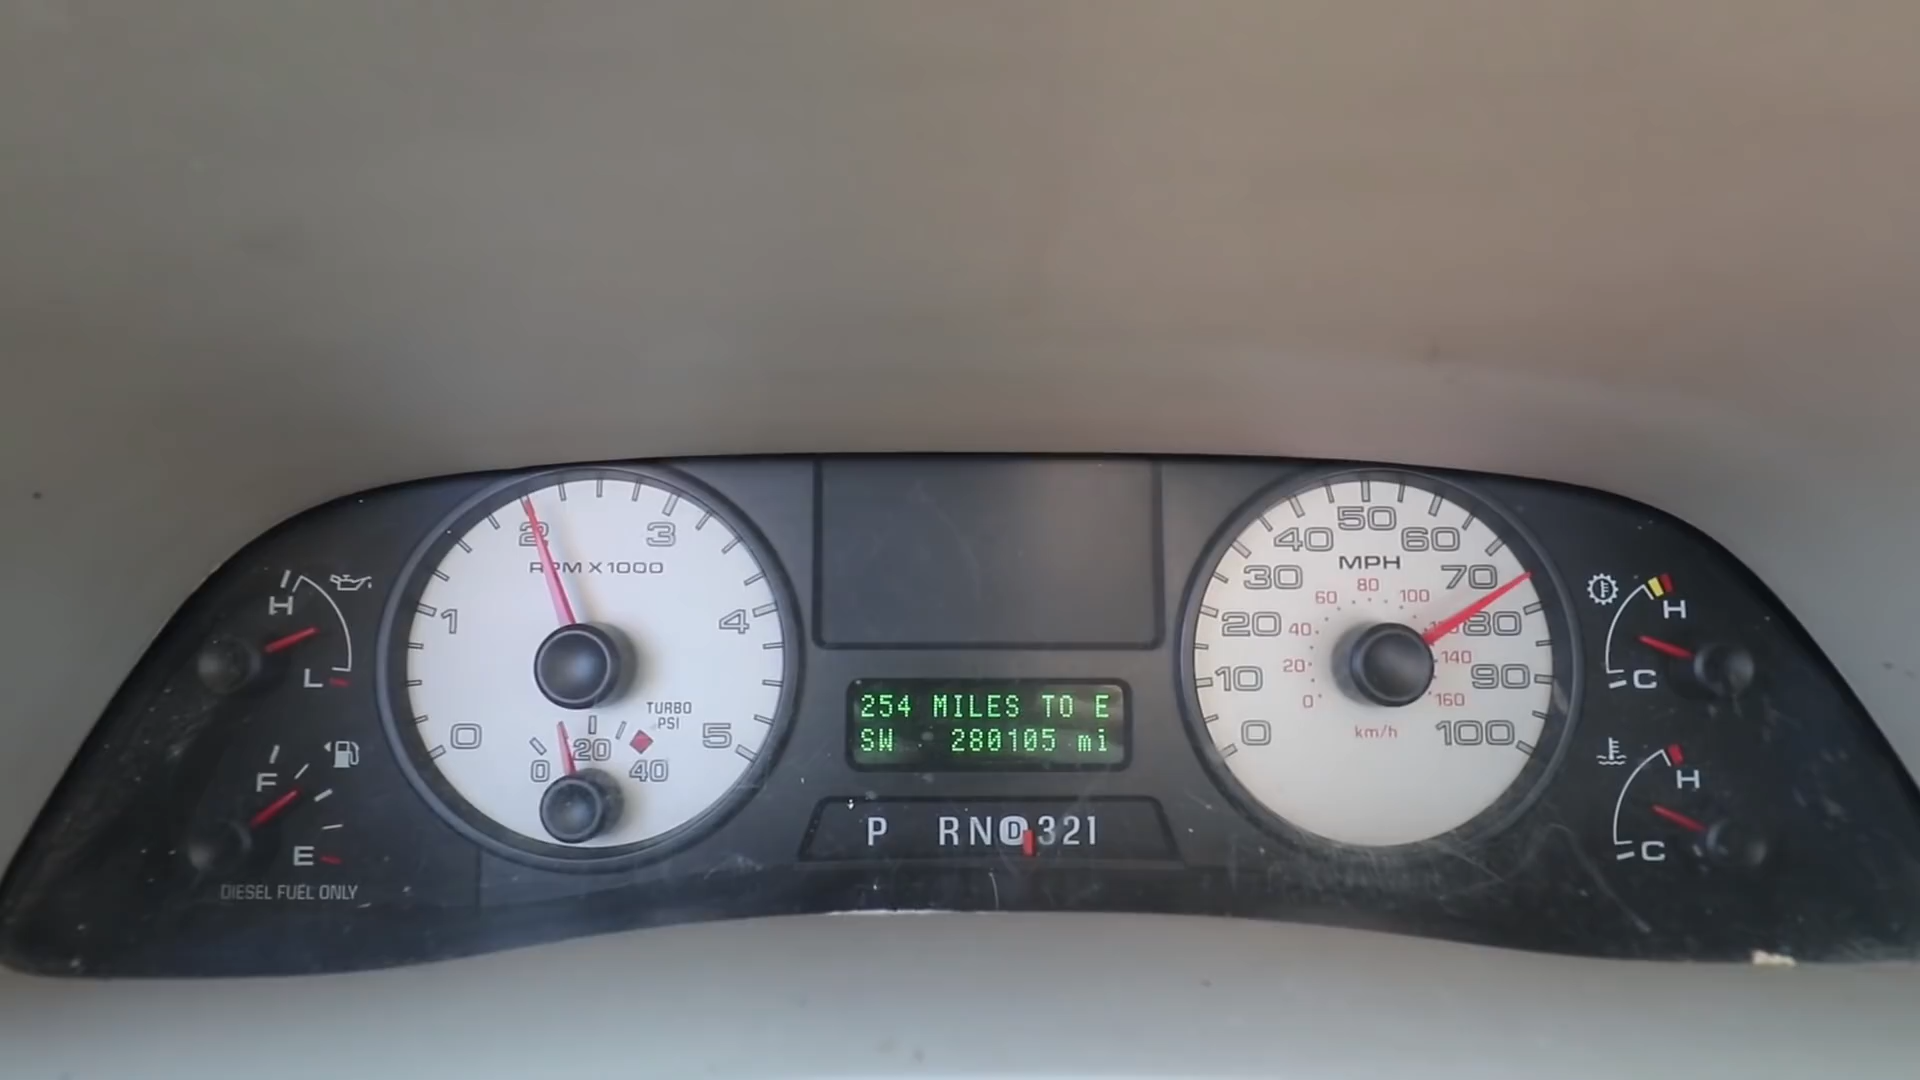 H
L
F
E
DIESEL FUEL ONLY
0
1
2
3
4
5
RPM X 1000
TURBO
PSI
0
20
40
254 MILES TO E
SW 280105 mi
P RND321
0
10
20
30
40
50
60
70
80
90
100
MPH
0
20
40
60
80
100
140
160
km/h
H
C
H
C